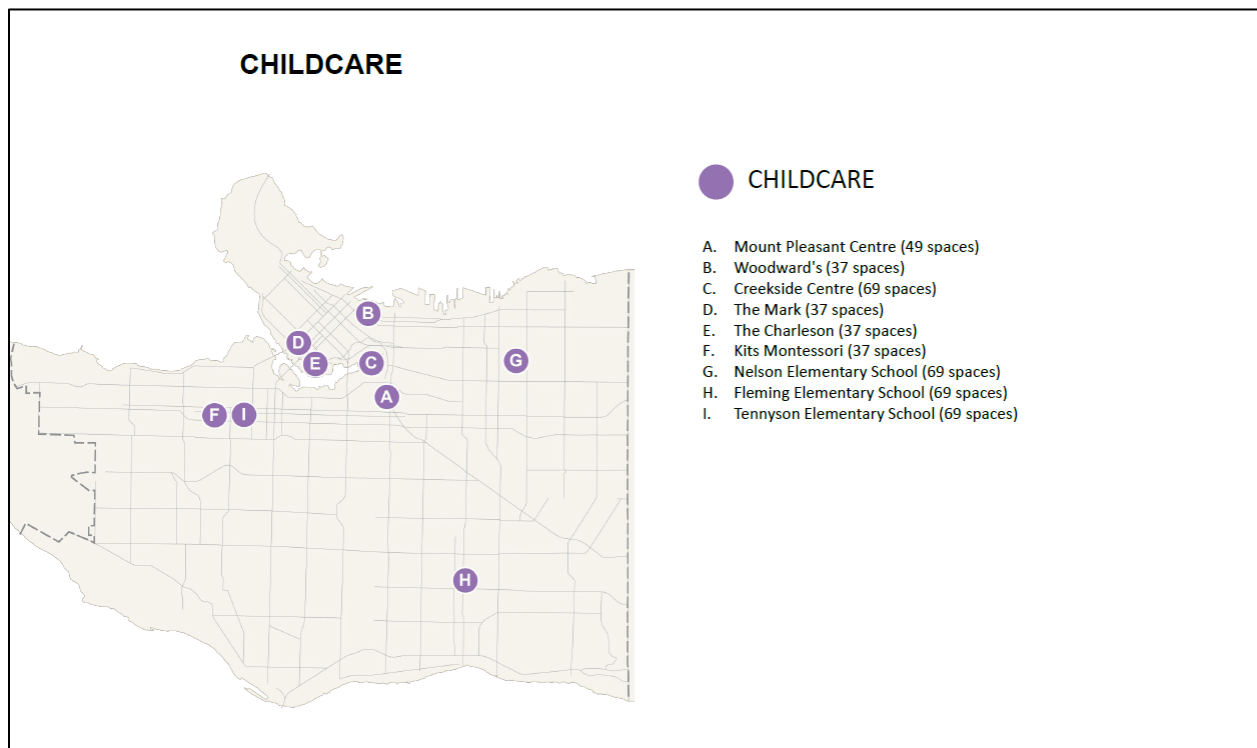 CHILDCARE
CHILDCARE
A. Mount Pleasant Centre (49 spaces)
B. Woodward's (37 spaces)
C. Creekside Centre (69 spaces)
D. The Mark (37 spaces)
E. The Charleson (37 spaces)
F. Kits Montessori (37 spaces)
G. Nelson Elementary School (69 spaces)
H. Fleming Elementary School (69 spaces)
I. Tennyson Elementary School (69 spaces)
B
D
E
C
G
A
F
I
H